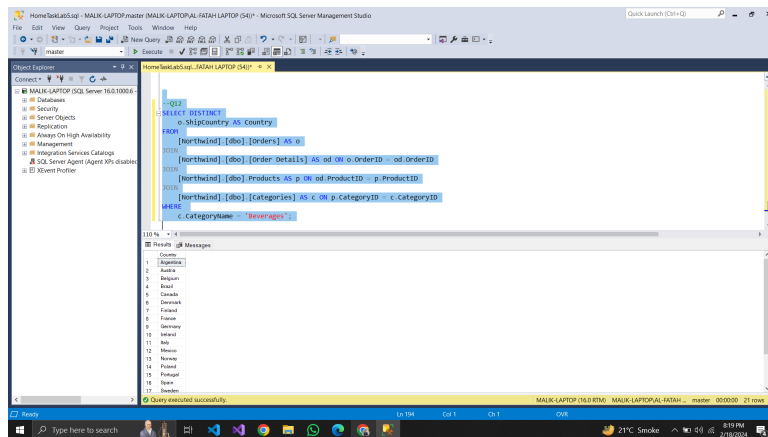 HomeTaskLab5.sql - MALIK-LAPTOP.master (MALIK-LAPTOP\AL-FATAH LAPTOP (54))* - Microsoft SQL Server Management Studio
Quick Launch (Ctrl+Q)
File Edit View Query Project Tools Window Help
New Query
master
Execute
Object Explorer
HomeTaskLab5.sql...FATAH LAPTOP (54))*
Connect
MALIK-LAPTOP (SQL Server 16.0.1000.6 -
Databases
Security
Server Objects
Replication
Always On High Availability
Management
Integration Services Catalogs
SQL Server Agent (Agent XPs disabled
XEvent Profiler
--Q12
SELECT DISTINCT
o.ShipCountry AS Country
FROM
[Northwind].[dbo].[Orders] AS o
JOIN
[Northwind].[dbo].[Order Details] AS od ON o.OrderID = od.OrderID
JOIN
[Northwind].[dbo].Products AS p ON od.ProductID = p.ProductID
JOIN
[Northwind].[dbo].[Categories] AS c ON p.CategoryID = c.CategoryID
WHERE
c.CategoryName = 'Beverages';
110 %
Results Messages
Country
1 Argentina
2 Austria
3 Belgium
4 Brazil
5 Canada
6 Denmark
7 Finland
8 France
9 Germany
10 Ireland
11 Italy
12 Mexico
13 Norway
14 Poland
15 Portugal
16 Spain
17 Sweden
Query executed successfully.
MALIK-LAPTOP (16.0 RTM) MALIK-LAPTOP\AL-FATAH ... master 00:00:00 21 rows
Ready
Ln 194 Col 1 Ch 1 OVR
Type here to search
21°C Smoke
8:19 PM
2/18/2024